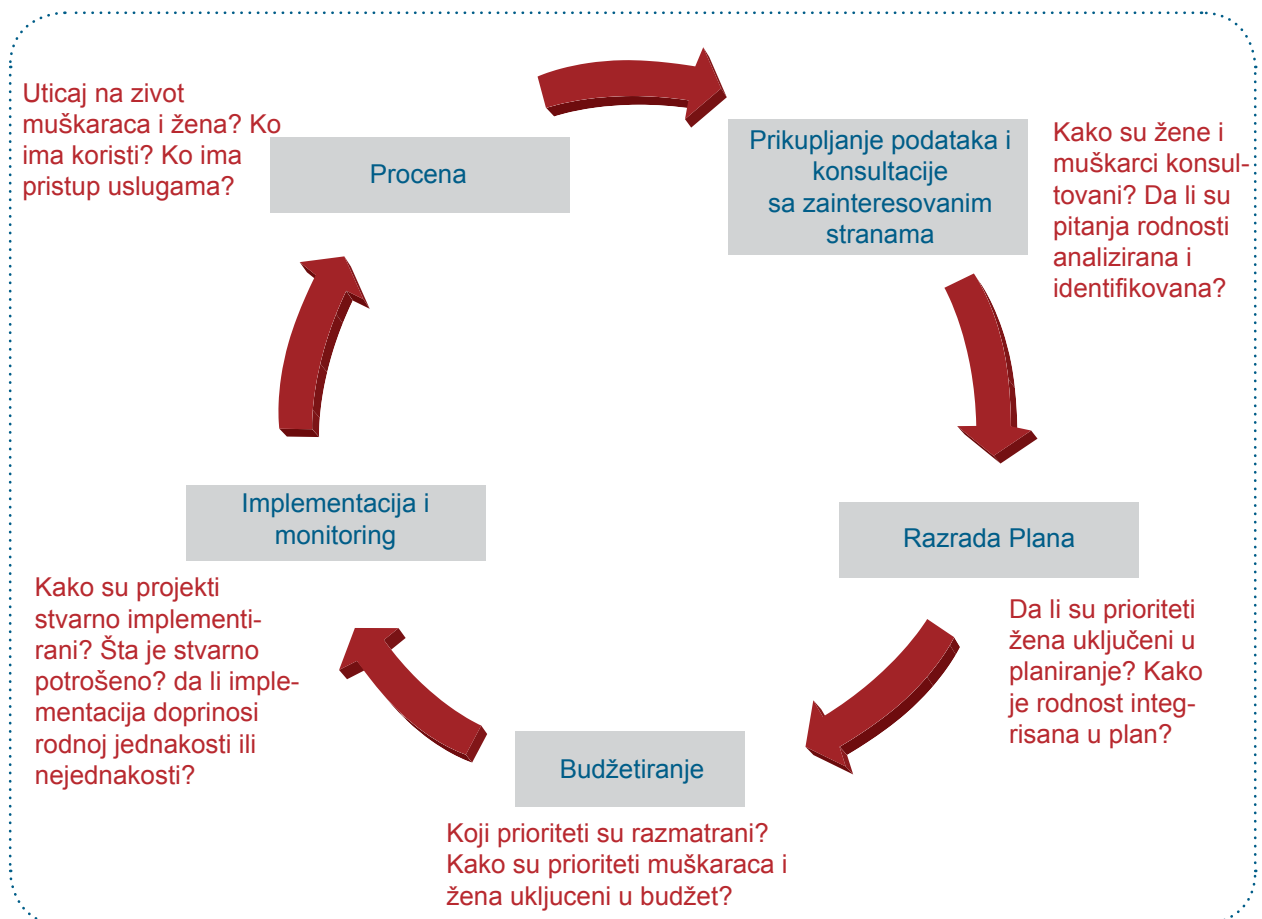 Uticaj na zivot
muškaraca i žena? Ko
ima koristi? Ko ima
pristup uslugama?
Procena
Prikupljanje podataka i
konsultacije
sa zainteresovanim
stranama
Kako su žene i
muškarci konsul-
tovani? Da li su
pitanja rodnosti
analizirana i
identifikovana?
Razrada Plana
Da li su prioriteti
žena uključeni u
planiranje? Kako
je rodnost integ-
risana u plan?
Budžetiranje
Koji prioriteti su razmatrani?
Kako su prioriteti muškaraca i
žena ukljuceni u budžet?
Implementacija i
monitoring
Kako su projekti
stvarno implementi-
rani? Šta je stvarno
potrošeno? da li imple-
mentacija doprinosi
rodnoj jednakosti ili
nejednakosti?